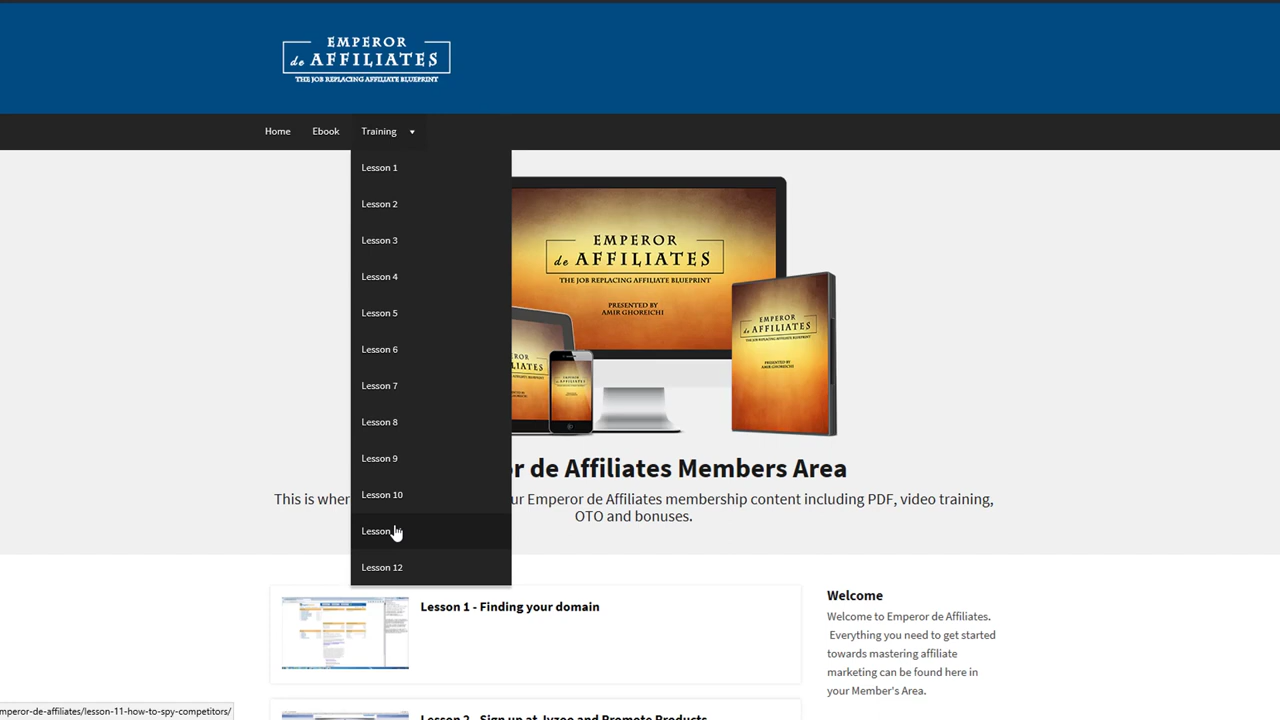 EMPEROR
de AFFILIATES
THE JOB REPLACING AFFILIATE BLUEPRINT
Home Ebook Training
Lesson 1
Lesson 2
Lesson 3
Lesson 4
Lesson 5
Lesson 6
Lesson 7
Lesson 8
Lesson 9
Lesson 10
Lesson
Lesson 12
EMPEROR
de AFFILIATES
THE JOB REPLACING AFFILIATE BLUEPRINT
PRESENTED BY
AMIR GHOREICHI
EMPEROR
de AFFILIATES
THE JOB REPLACING AFFILIATE BLUEPRINT
PRESENTED BY
AMIR GHOREICHI
EMPEROR
de AFFILIATES
or de Affiliates Members Area
This is wher ur Emperor de Affiliates membership content including PDF, video training,
OTO and bonuses.
Lesson 1 - Finding your domain
Welcome
Welcome to Emperor de Affiliates.
Everything you need to get started
towards mastering affiliate
marketing can be found here in
your Member's Area.
Lesson 2 - Sign up at Jvzoo and Promote Products
mperor-de-affiliates/lesson-11-how-to-spy-competitors/